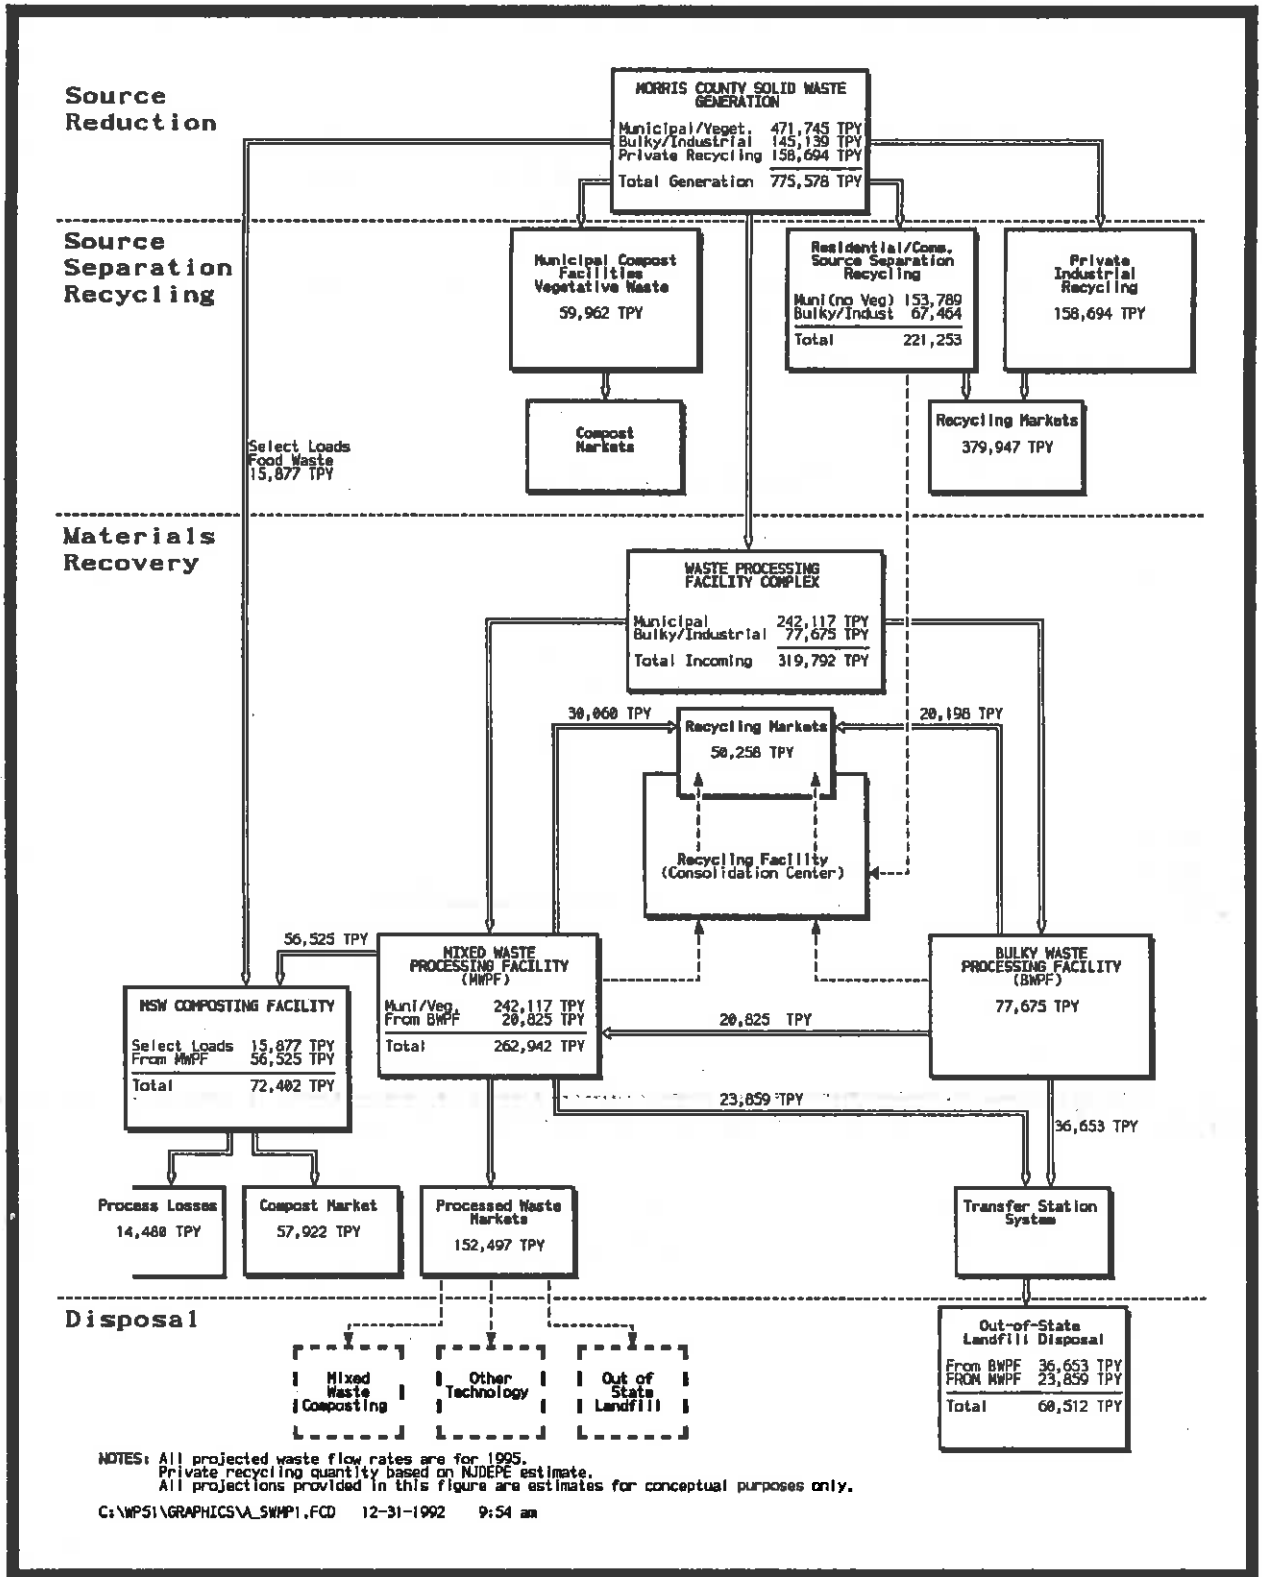 Source
Reduction
MORRIS COUNTY SOLID WASTE
GENERATION
Municipal/Veget. 471,745 TPY
Bulky/Industrial 145,139 TPY
Private Recycling 158,694 TPY
Total Generation 775,578 TPY
Source
Separation
Recycling
Municipal Compost
Facilities
Vegetative Waste
59,962 TPY
Residential/Comm.
Source Separation
Recycling
Muni(no Veg) 153,789
Bulky/Indust 67,464
Total 221,253
Private
Industrial
Recycling
158,694 TPY
Compost
Markets
Recycling Markets
379,947 TPY
Select Loads
Food Waste
15,877 TPY
Materials
Recovery
WASTE PROCESSING
FACILITY COMPLEX
Municipal 242,117 TPY
Bulky/Industrial 77,675 TPY
Total Incoming 319,792 TPY
30,060 TPY
Recycling Markets
50,258 TPY
20,198 TPY
Recycling Facility
(Consolidation Center)
56,525 TPY
MIXED WASTE
PROCESSING FACILITY
(MWPF)
Muni/Veg. 242,117 TPY
From BWPF 20,825 TPY
Total 262,942 TPY
BULKY WASTE
PROCESSING FACILITY
(BWPF)
77,675 TPY
MSW COMPOSTING FACILITY
Select Loads 15,877 TPY
From MWPF 56,525 TPY
Total 72,402 TPY
20,825 TPY
23,859 TPY
36,653 TPY
Process Losses
14,480 TPY
Compost Market
57,922 TPY
Processed Waste
Markets
152,497 TPY
Transfer Station
System
Disposal
Mixed
Waste
Composting
Other
Technology
Out of
State
Landfill
Out-of-State
Landfill Disposal
From BWPF 36,653 TPY
FROM MWPF 23,859 TPY
Total 60,512 TPY
NOTES: All projected waste flow rates are for 1995.
Private recycling quantity based on NJDEPE estimate.
All projections provided in this figure are estimates for conceptual purposes only.
C:\WP51\GRAPHICS\A_SWMP1.FCD 12-31-1992 9:54 am